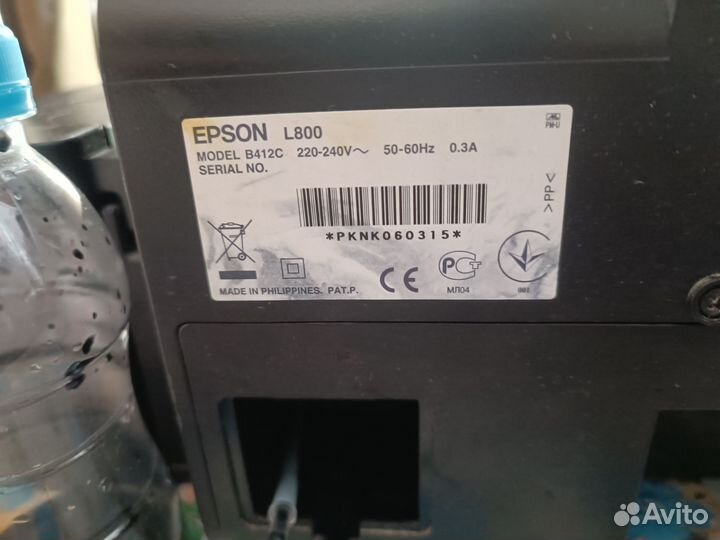 EPSON L800
MODEL B412C 220-240V～ 50-60Hz 0.3A
SERIAL NO.
*PKNK060315*
MADE IN PHILIPPINES. PAT.P.
CE
МЛ04
>PP<
Avito